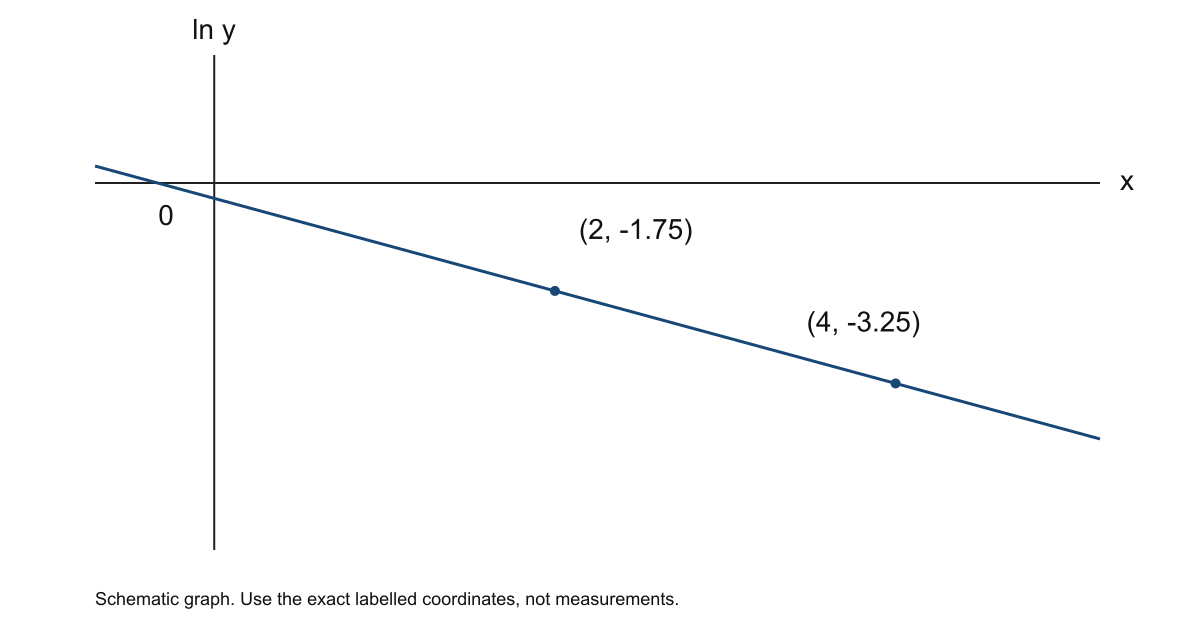 ln y
x
0
(2, -1.75)
(4, -3.25)
Schematic graph. Use the exact labelled coordinates, not measurements.